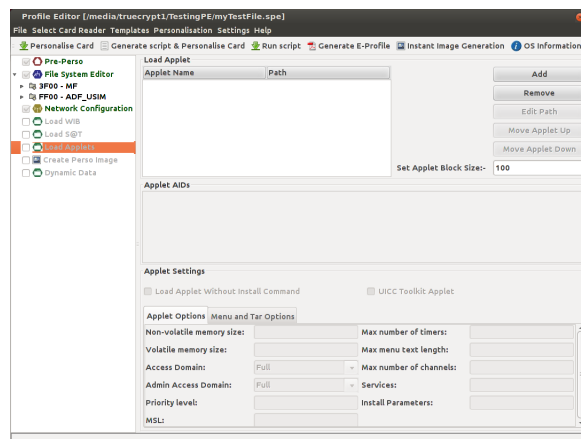 Profile Editor [/media/truecrypt1/TestingPE/myTestFile.spe]
File Select Card Reader Templates Personalisation Settings Help
Personalise Card Generate script & Personalise Card Run script Generate E-Profile Instant Image Generation OS Information
Pre-Perso
File System Editor
3F00 - MF
FF00 - ADF_USIM
Network Configuration
Load WIB
Load S@T
Load Applets
Create Perso Image
Dynamic Data
Load Applet
Applet Name Path
Add
Remove
Edit Path
Move Applet Up
Move Applet Down
Set Applet Block Size:- 100
Applet AIDs
Applet Settings
Load Applet Without Install Command UICC Toolkit Applet
Applet Options Menu and Tar Options
Non-volatile memory size: Max number of timers:
Volatile memory size: Max menu text length:
Access Domain: Full Max number of channels:
Admin Access Domain: Full Services:
Priority level: Install Parameters:
MSL: